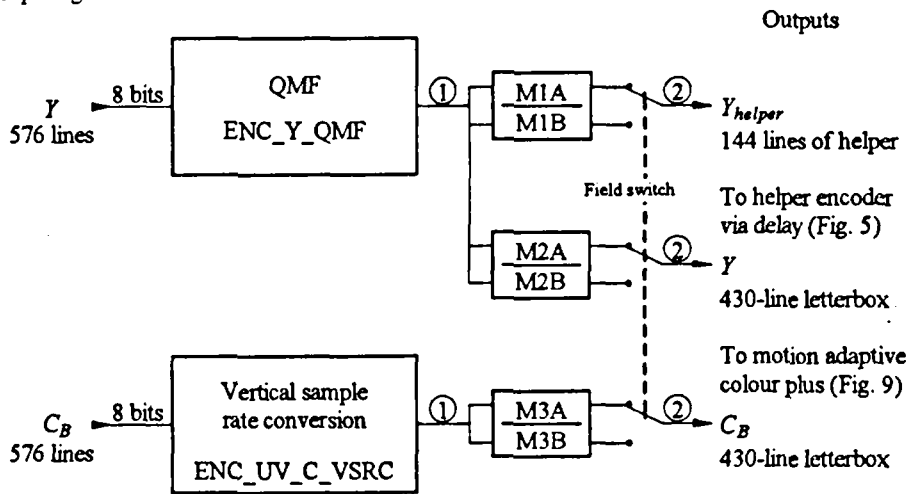 Outputs
QMF
ENC_Y_QMF
Y
8 bits
576 lines
①
M1A
M1B
②
Y_helper
144 lines of helper
Field switch
To helper encoder
via delay (Fig. 5)
M2A
M2B
②
Y
430-line letterbox
To motion adaptive
colour plus (Fig. 9)
Vertical sample
rate conversion
ENC_UV_C_VSRC
C_B
8 bits
576 lines
①
M3A
M3B
②
C_B
430-line letterbox